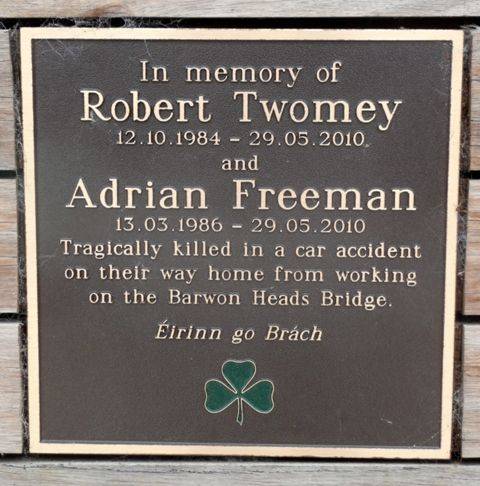 In memory of
Robert Twomey
12.10.1984 – 29.05.2010
and
Adrian Freeman
13.03.1986 – 29.05.2010
Tragically killed in a car accident
on their way home from working
on the Barwon Heads Bridge.
Éirinn go Brách